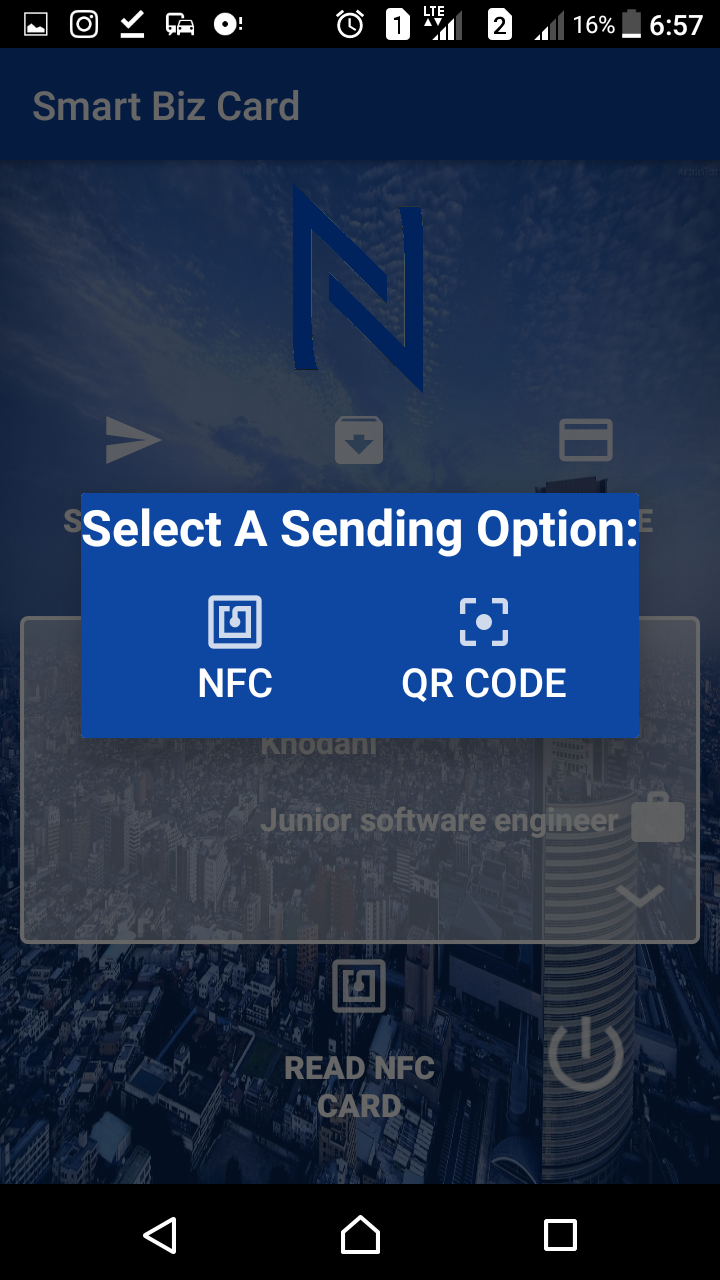 LTE
1 2 16% 6:57
Smart Biz Card
Select A Sending Option:
NFC QR CODE
Khodani
Junior software engineer
READ NFC
CARD